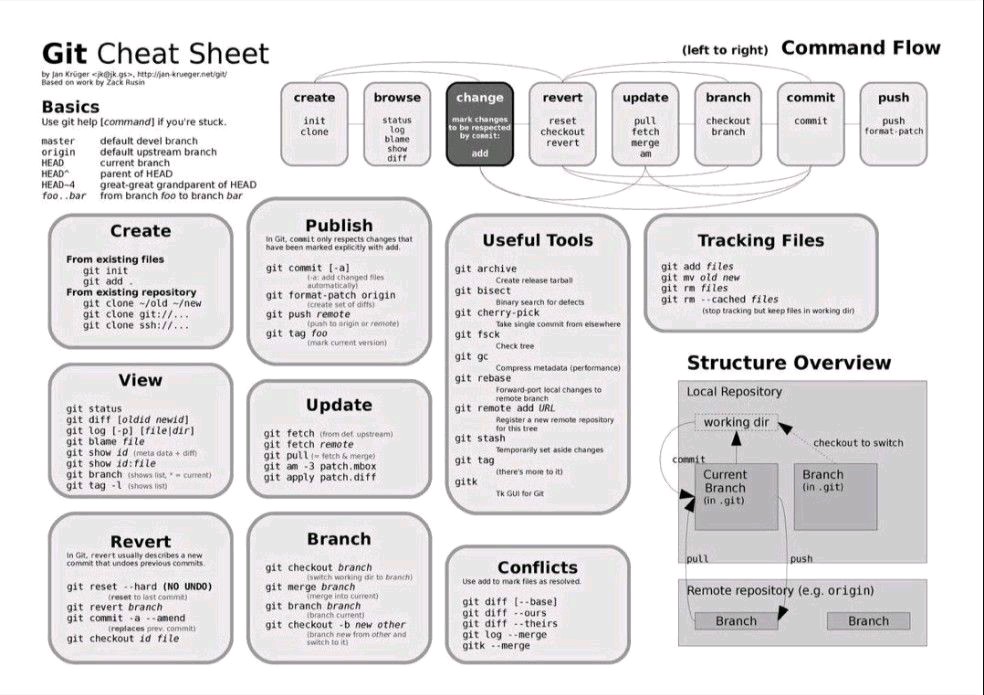 Git Cheat Sheet
by Jan Krüger <jk@jk.gs>, http://jan-krueger.net/git/
Based on work by Zack Rusin
Basics
Use git help [command] if you're stuck.
master default devel branch
origin default upstream branch
HEAD current branch
HEAD^ parent of HEAD
HEAD~4 great-great grandparent of HEAD
foo..bar from branch foo to branch bar
(left to right) Command Flow
create
init
clone
browse
status
log
blame
show
diff
change
mark changes
to be respected
by commit:
add
revert
reset
checkout
revert
update
pull
fetch
merge
am
branch
checkout
branch
commit
commit
push
push
format-patch
Create
From existing files
git init
git add .
From existing repository
git clone ~/old ~/new
git clone git://...
git clone ssh://...
View
git status
git diff [oldid newid]
git log [-p] [file|dir]
git blame file
git show id (meta data + diff)
git show id:file
git branch (shows list, * = current)
git tag -l (shows list)
Revert
In Git, revert usually describes a new
commit that undoes previous commits.
git reset --hard (NO UNDO)
(reset to last commit)
git revert branch
git commit -a --amend
(replaces prev. commit)
git checkout id file
Publish
In Git, commit only respects changes that
have been marked explicitly with add.
git commit [-a]
(-a: add changed files
automatically)
git format-patch origin
(create set of diffs)
git push remote
(push to origin or remote)
git tag foo
(mark current version)
Update
git fetch (from def. upstream)
git fetch remote
git pull (= fetch & merge)
git am -3 patch.mbox
git apply patch.diff
Branch
git checkout branch
(switch working dir to branch)
git merge branch
(merge into current)
git branch branch
(branch current)
git checkout -b new other
(branch new from other and
switch to it)
Useful Tools
git archive
Create release tarball
git bisect
Binary search for defects
git cherry-pick
Take single commit from elsewhere
git fsck
Check tree
git gc
Compress metadata (performance)
git rebase
Forward-port local changes to
remote branch
git remote add URL
Register a new remote repository
for this tree
git stash
Temporarily set aside changes
git tag
(there's more to it)
gitk
Tk GUI for Git
Conflicts
Use add to mark files as resolved.
git diff [--base]
git diff --ours
git diff --theirs
git log --merge
gitk --merge
Tracking Files
git add files
git mv old new
git rm files
git rm --cached files
(stop tracking but keep files in working dir)
Structure Overview
Local Repository
working dir
checkout to switch
commit
Current
Branch
(in .git)
Branch
(in .git)
pull
push
Remote repository (e.g. origin)
Branch
Branch